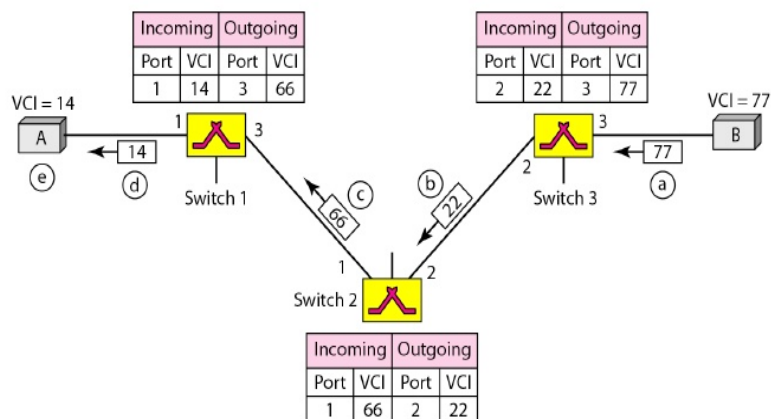 Incoming Outgoing
Port VCI Port VCI
1 14 3 66
Incoming Outgoing
Port VCI Port VCI
2 22 3 77
VCI = 14
VCI = 77
A
1
3
3
B
14
77
2
e
d
Switch 1
c
66
b
22
Switch 3
a
1
2
Switch 2
Incoming Outgoing
Port VCI Port VCI
1 66 2 22